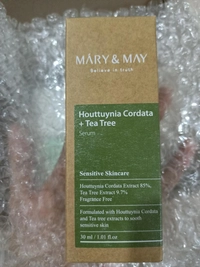 MARY & MAY
Believe in truth
Houttuynia Cordata
+ Tea Tree
Serum
Sensitive Skincare
Houttuynia Cordata Extract 85%,
Tea Tree Extract 9.7%
Fragrance Free
Formulated with Houttuynia Cordata
and Tea tree extracts to sooth
sensitive skin
30 ml / 1.01 fl.oz